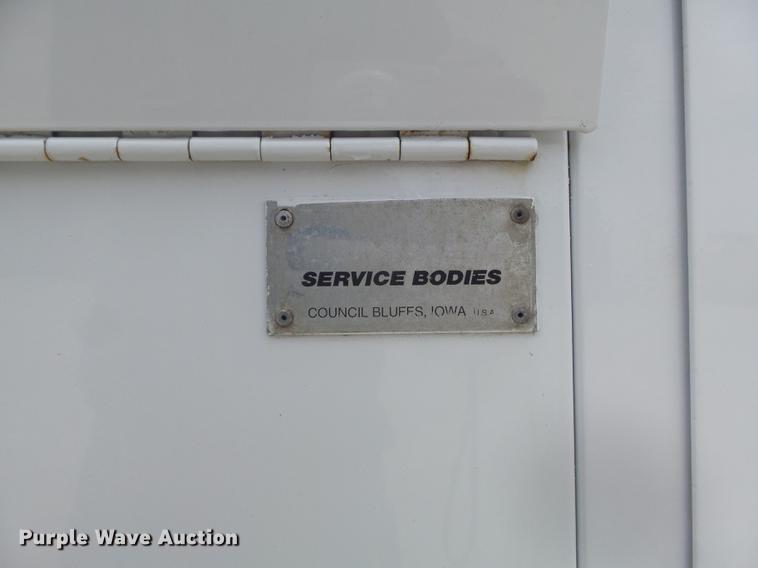 SERVICE BODIES
COUNCIL BLUFFS, IOWA U.S.A
Purple Wave Auction